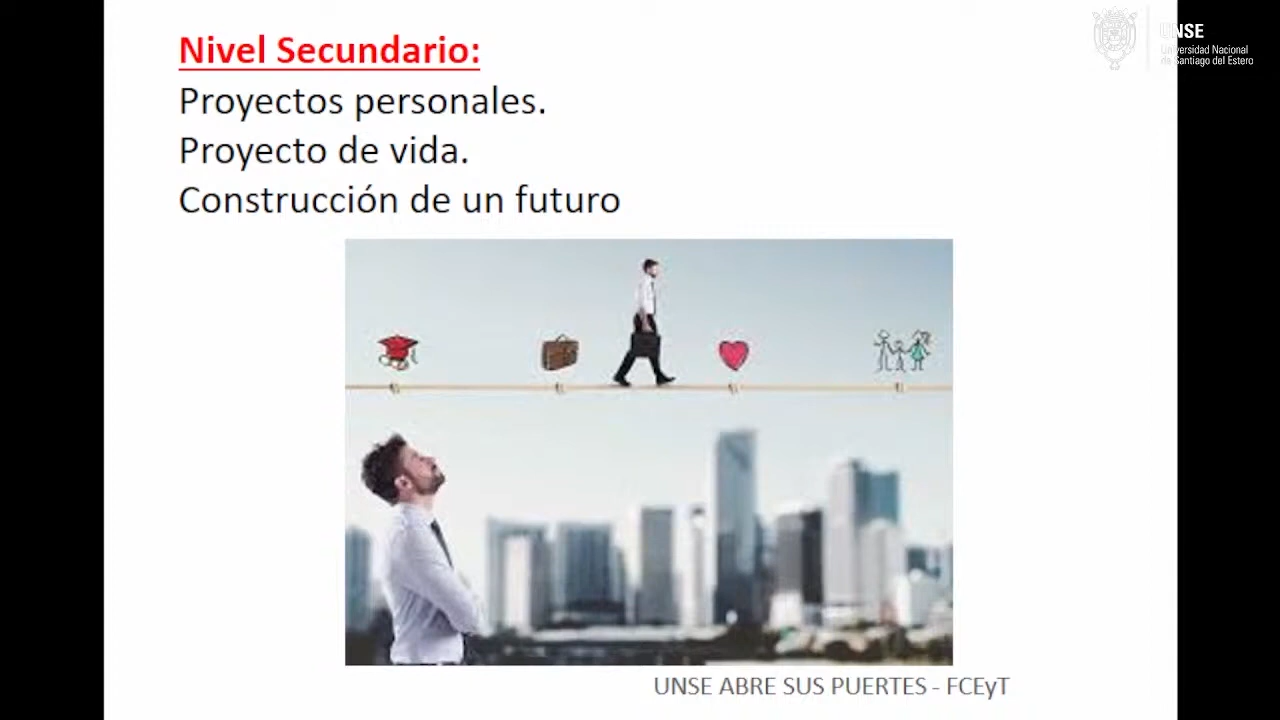 Nivel Secundario:
Proyectos personales.
Proyecto de vida.
Construcción de un futuro
UNSE
Universidad Nacional
de Santiago del Estero
UNSE ABRE SUS PUERTES - FCEyT